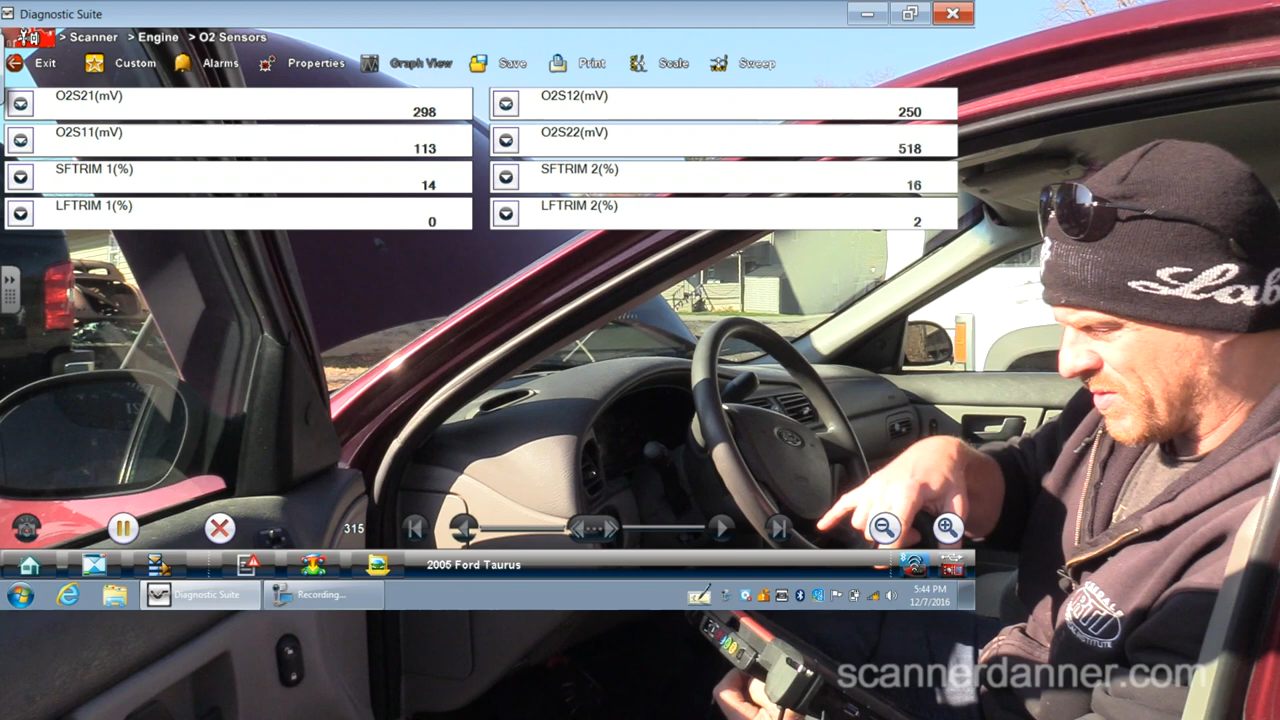 Diagnostic Suite
> Scanner > Engine > O2 Sensors
Exit Custom Alarms Properties Graph View Save Print Scale Sweep
O2S21(mV) 298 O2S12(mV) 250
O2S11(mV) 113 O2S22(mV) 518
SFTRIM 1(%) 14 SFTRIM 2(%) 16
LFTRIM 1(%) 0 LFTRIM 2(%) 2
315
2005 Ford Taurus
Diagnostic Suite Recording... 5:44 PM
12/7/2016
scannerdanner.com